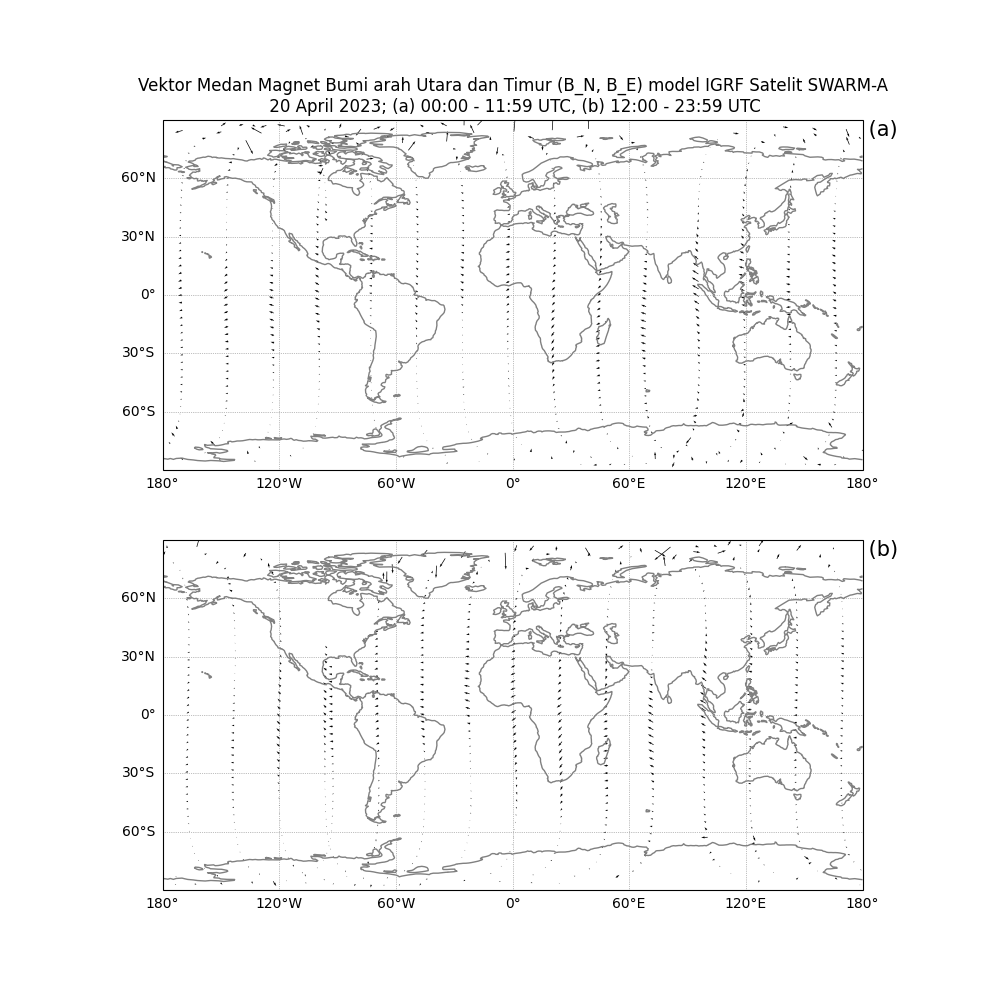 Vektor Medan Magnet Bumi arah Utara dan Timur (B_N, B_E) model IGRF Satelit SWARM-A
20 April 2023; (a) 00:00 - 11:59 UTC, (b) 12:00 - 23:59 UTC
(a)
60°N
30°N
0°
30°S
60°S
180° 120°W 60°W 0° 60°E 120°E 180°
(b)
60°N
30°N
0°
30°S
60°S
180° 120°W 60°W 0° 60°E 120°E 180°